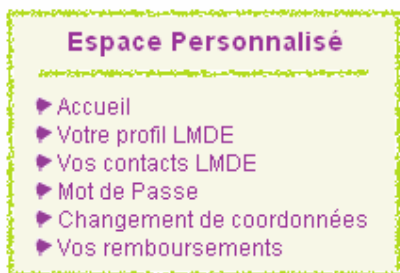 Espace Personnalisé
Accueil
Votre profil LMDE
Vos contacts LMDE
Mot de Passe
Changement de coordonnées
Vos remboursements